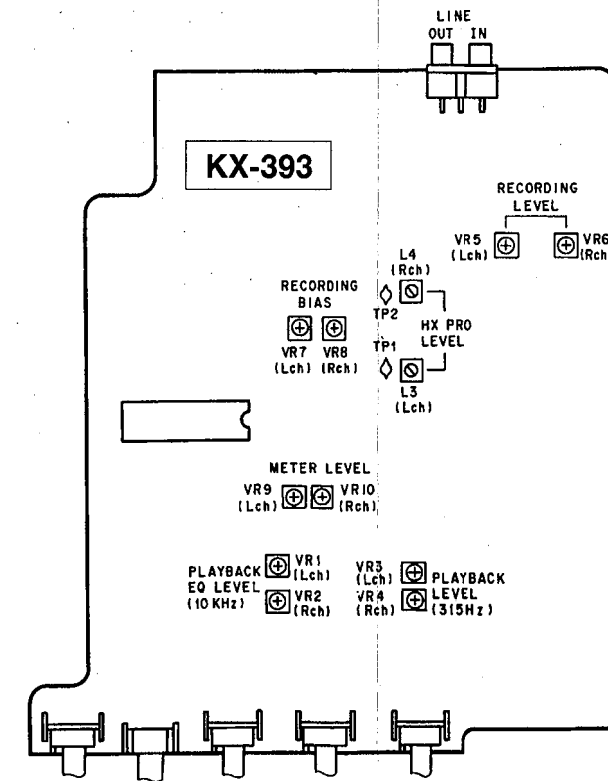 LINE
OUT IN
KX-393
RECORDING
LEVEL
VR5
(Lch)
VR6
(Rch
L4
(Rch)
RECORDING
BIAS
TP2
HX PRO
LEVEL
VR7
(Lch)
VR8
(Rch)
TP1
L3
(Lch)
METER LEVEL
VR9
(Lch)
VR10
(Rch)
PLAYBACK
EQ LEVEL
(10 KHz)
VR1
(Lch)
VR2
(Rch)
VR3
(Lch)
VR4
(Rch)
PLAYBACK
LEVEL
(315Hz)